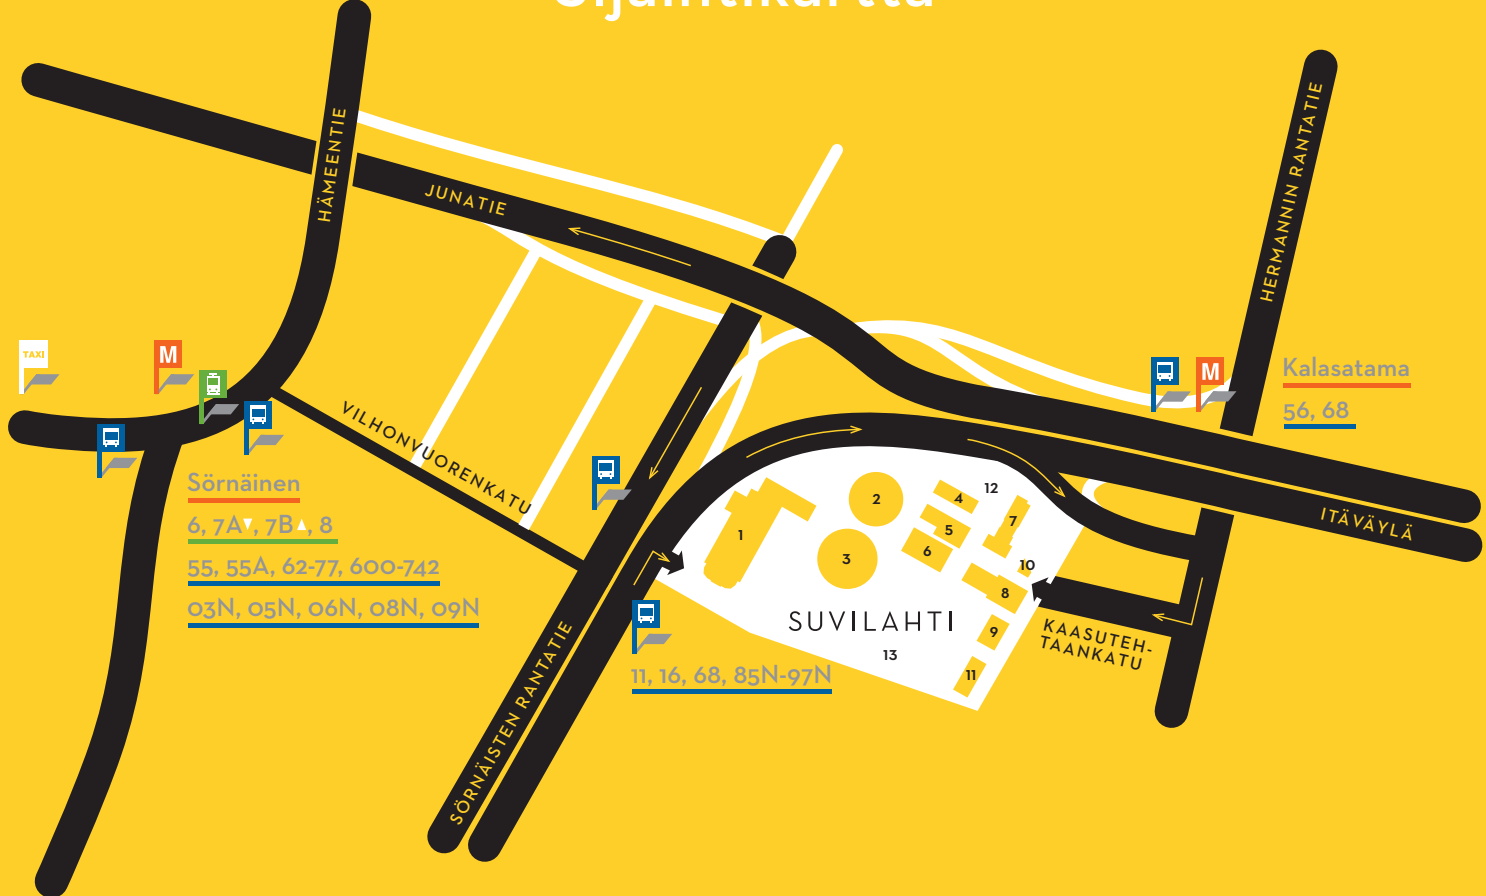 Sijaintikartta
HÄMEENTIE
JUNATIE
HERMANNIN RANTATIE
TAXI
M
M
Kalasatama
56, 68
VILHONVUORENKATU
Sörnäinen
6, 7A▼, 7B▲, 8
55, 55A, 62-77, 600-742
03N, 05N, 06N, 08N, 09N
1
2
3
4
5
6
7
8
9
10
11
12
13
SUVILAHTI
ITÄVÄYLÄ
KAASUTEH-
TAANKATU
SÖRNÄISTEN RANTATIE
11, 16, 68, 85N-97N